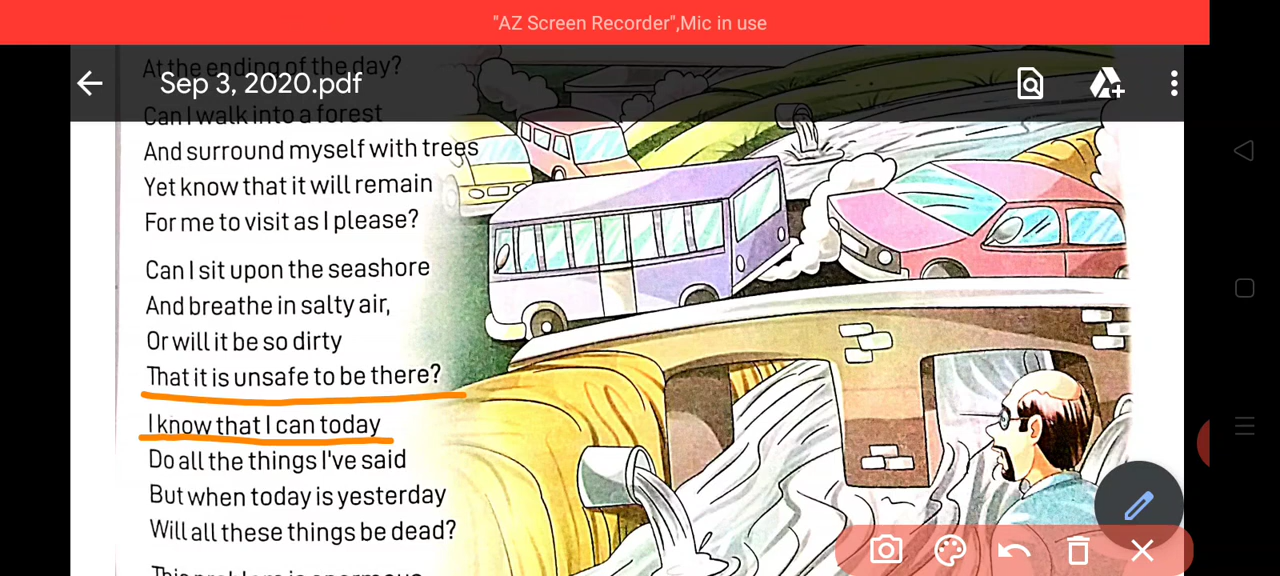 "AZ Screen Recorder",Mic in use
At the ending of the day?
Sep 3, 2020.pdf
Can I walk into a forest
And surround myself with trees
Yet know that it will remain
For me to visit as I please?
Can I sit upon the seashore
And breathe in salty air,
Or will it be so dirty
That it is unsafe to be there?
I know that I can today
Do all the things I've said
But when today is yesterday
Will all these things be dead?
This problem is enormous